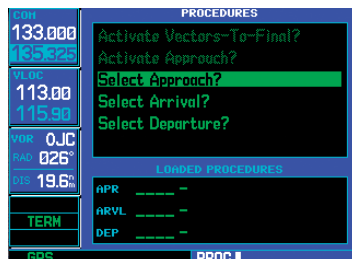 COM
133.000
135.325
VLOC
113.00
115.90
VOR OJC
RAD 026°
DIS 19.6nm
TERM
GPS
PROCEDURES
Activate Vectors-To-Final?
Activate Approach?
Select Approach?
Select Arrival?
Select Departure?
LOADED PROCEDURES
APR ____ -
ARVL ____ -
DEP ____ -
PROC